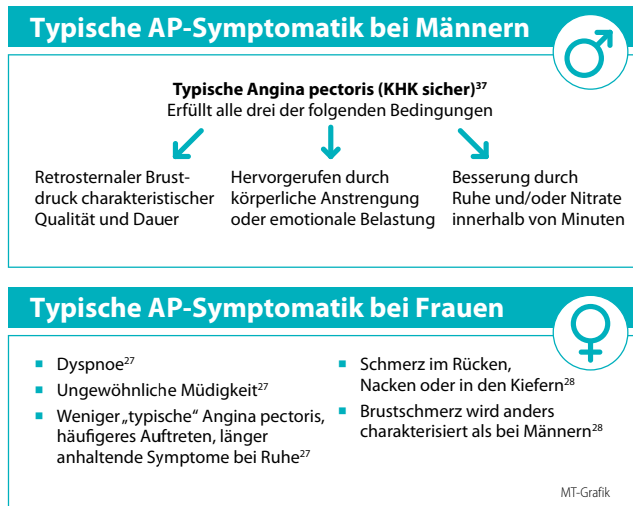 Typische AP-Symptomatik bei Männern
Typische Angina pectoris (KHK sicher)³⁷
Erfüllt alle drei der folgenden Bedingungen
Retrosternaler Brust-
druck charakteristischer
Qualität und Dauer
Hervorgerufen durch
körperliche Anstrengung
oder emotionale Belastung
Besserung durch
Ruhe und/oder Nitrate
innerhalb von Minuten
Typische AP-Symptomatik bei Frauen
Dyspnoe²⁷
Ungewöhnliche Müdigkeit²⁷
Weniger „typische“ Angina pectoris,
häufigeres Auftreten, länger
anhaltende Symptome bei Ruhe²⁷
Schmerz im Rücken,
Nacken oder in den Kiefern²⁸
Brustschmerz wird anders
charakterisiert als bei Männern²⁸
MT-Grafik